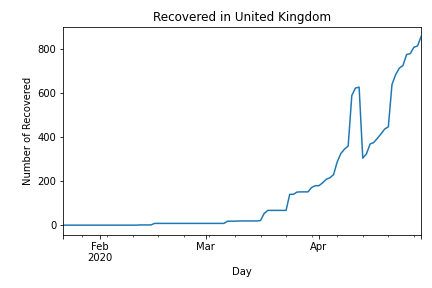 Recovered in United Kingdom
Number of Recovered
800
600
400
200
0
Feb
2020
Mar
Apr
Day